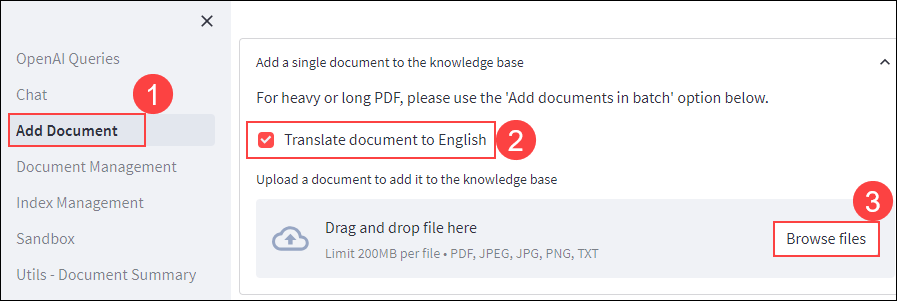 OpenAI Queries
Chat
1
Add Document
Document Management
Index Management
Sandbox
Utils - Document Summary
Add a single document to the knowledge base
For heavy or long PDF, please use the 'Add documents in batch' option below.
Translate document to English
2
Upload a document to add it to the knowledge base
3
Drag and drop file here
Limit 200MB per file • PDF, JPEG, JPG, PNG, TXT
Browse files